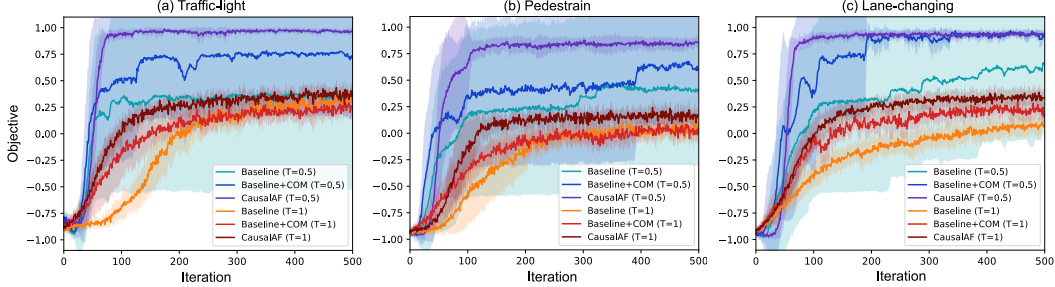 (a) Traffic-light
(b) Pedestrain
(c) Lane-changing
Objective
1.00
0.75
0.50
0.25
0.00
−0.25
−0.50
−0.75
−1.00
Baseline (T=0.5)
Baseline+COM (T=0.5)
CausalAF (T=0.5)
Baseline (T=1)
Baseline+COM (T=1)
CausalAF (T=1)
0 100 200 300 400 500
Iteration
1.00
0.75
0.50
0.25
0.00
−0.25
−0.50
−0.75
−1.00
Baseline (T=0.5)
Baseline+COM (T=0.5)
CausalAF (T=0.5)
Baseline (T=1)
Baseline+COM (T=1)
CausalAF (T=1)
0 100 200 300 400 500
Iteration
1.00
0.75
0.50
0.25
0.00
−0.25
−0.50
−0.75
−1.00
Baseline (T=0.5)
Baseline+COM (T=0.5)
CausalAF (T=0.5)
Baseline (T=1)
Baseline+COM (T=1)
CausalAF (T=1)
0 100 200 300 400 500
Iteration